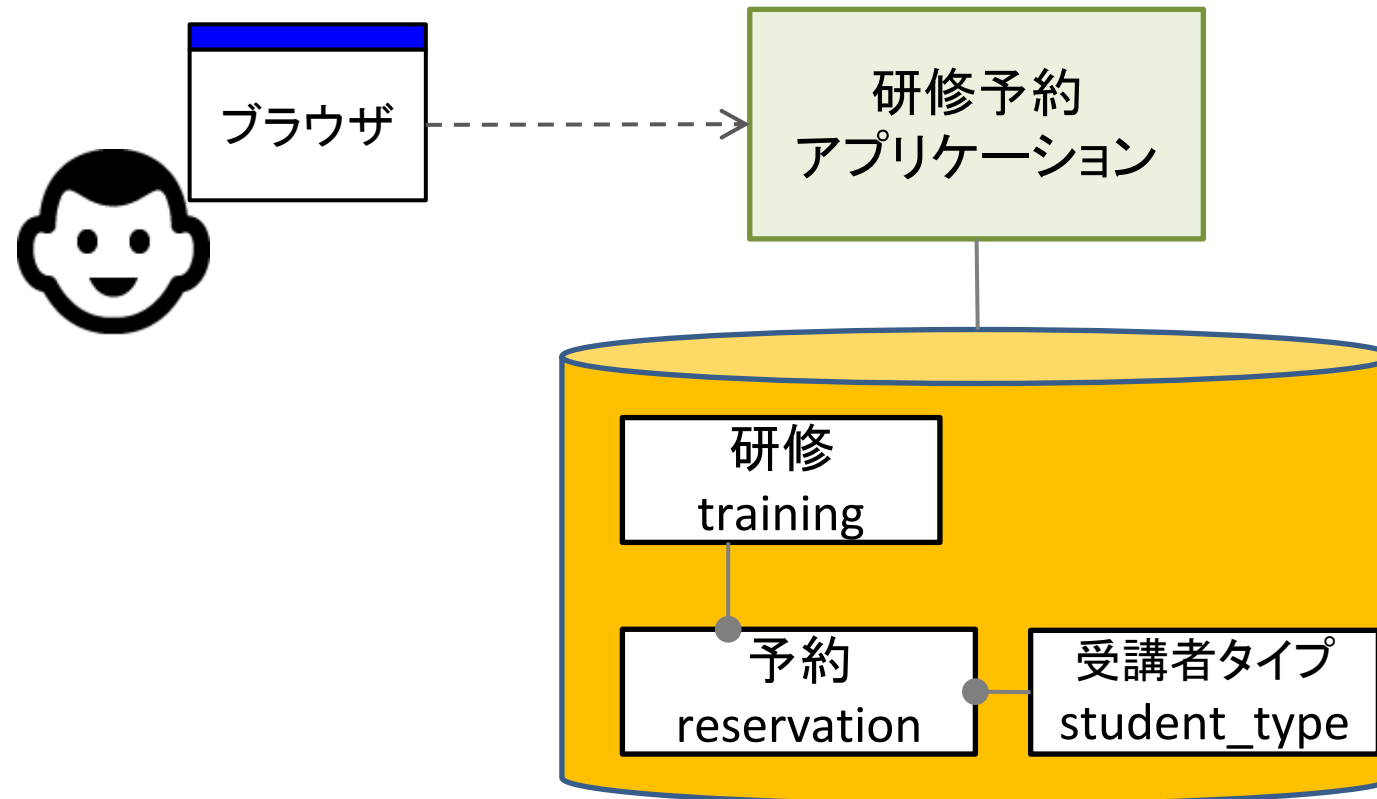 ブラウザ
研修予約
アプリケーション
研修
training
予約
reservation
受講者タイプ
student_type